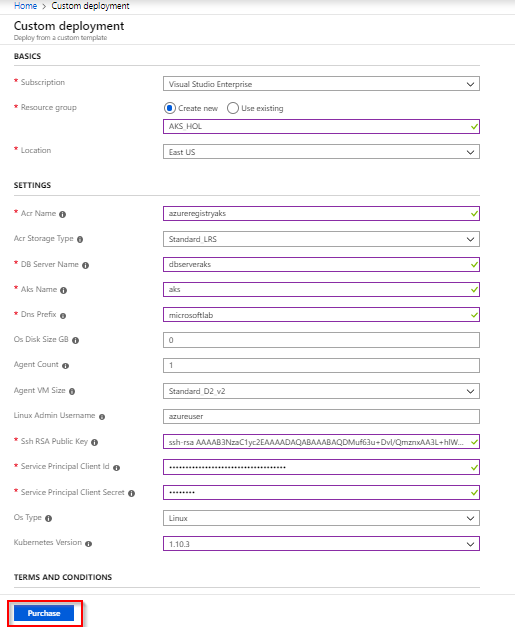 Home > Custom deployment
Custom deployment
Deploy from a custom template
BASICS
* Subscription Visual Studio Enterprise
* Resource group Create new Use existing
AKS_HOL
* Location East US
SETTINGS
* Acr Name azureregistryaks
Acr Storage Type Standard_LRS
* DB Server Name dbserveraks
* Aks Name aks
* Dns Prefix microsoftlab
Os Disk Size GB 0
Agent Count 1
Agent VM Size Standard_D2_v2
Linux Admin Username azureuser
* Ssh RSA Public Key ssh-rsa AAAAB3NzaC1yc2EAAAADAQABAAABAQDMuf63u+Dvl/QmznxAA3L+hlW...
* Service Principal Client Id ••••••••••••••••••••••••••••••••••••
* Service Principal Client Secret ••••••••
Os Type Linux
Kubernetes Version 1.10.3
TERMS AND CONDITIONS
Purchase